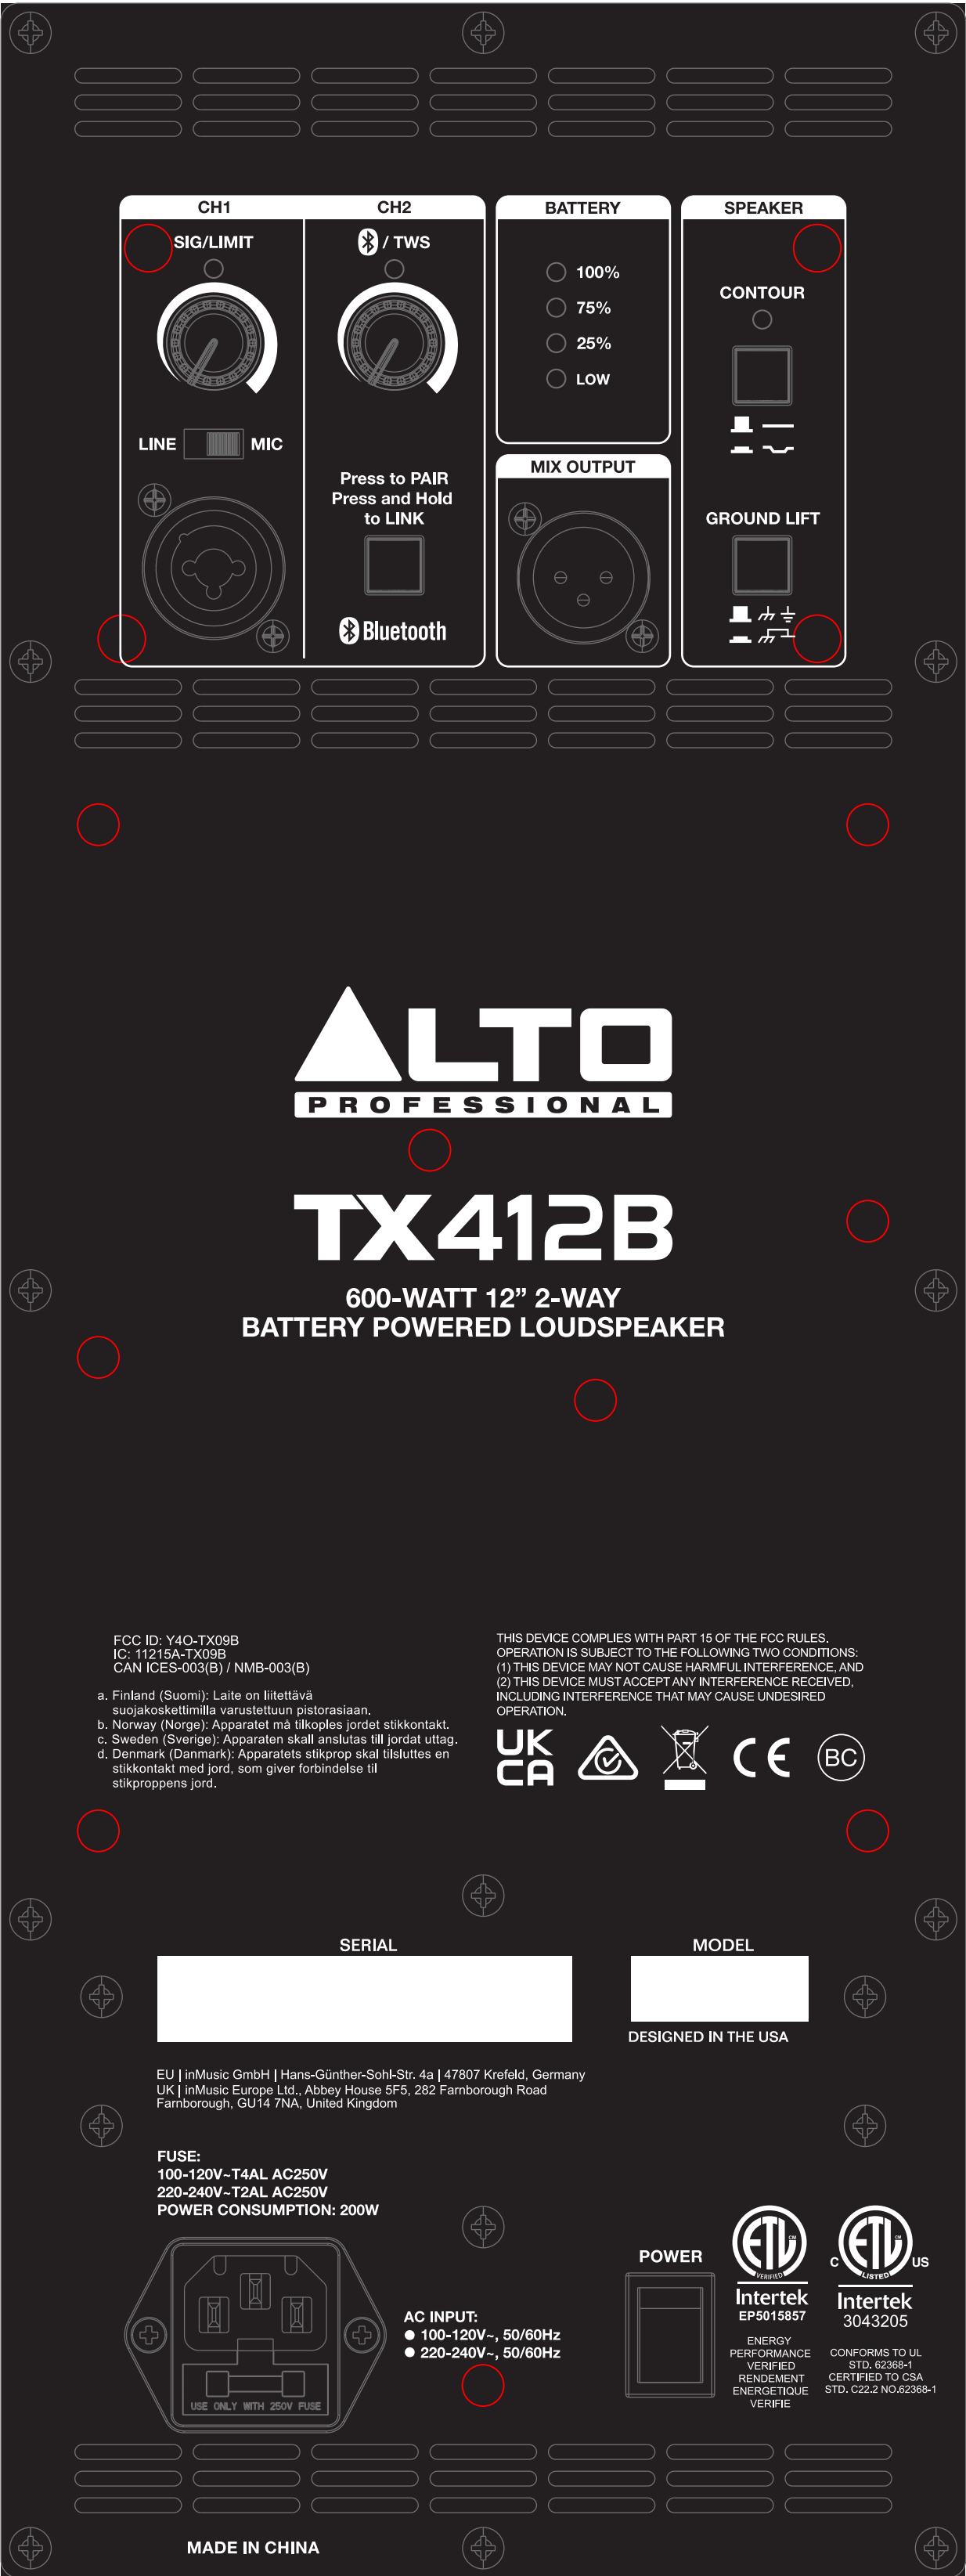 CH1
CH2
BATTERY
SPEAKER
SIG/LIMIT
/ TWS
100%
75%
25%
LOW
CONTOUR
LINE
MIC
Press to PAIR
Press and Hold
to LINK
MIX OUTPUT
GROUND LIFT
Bluetooth
ALTO
PROFESSIONAL
TX412B
600-WATT 12” 2-WAY
BATTERY POWERED LOUDSPEAKER
FCC ID: Y4O-TX09B
IC: 11215A-TX09B
CAN ICES-003(B) / NMB-003(B)
a. Finland (Suomi): Laite on liitettävä
suojakoskettimilla varustettuun pistorasiaan.
b. Norway (Norge): Apparatet må tilkoples jordet stikkontakt.
c. Sweden (Sverige): Apparaten skall anslutas till jordat uttag.
d. Denmark (Danmark): Apparatets stikprop skal tilsluttes en
stikkontakt med jord, som giver forbindelse til
stikproppens jord.
THIS DEVICE COMPLIES WITH PART 15 OF THE FCC RULES.
OPERATION IS SUBJECT TO THE FOLLOWING TWO CONDITIONS:
(1) THIS DEVICE MAY NOT CAUSE HARMFUL INTERFERENCE, AND
(2) THIS DEVICE MUST ACCEPT ANY INTERFERENCE RECEIVED,
INCLUDING INTERFERENCE THAT MAY CAUSE UNDESIRED
OPERATION.
UK
CA
CE
BC
SERIAL
MODEL
DESIGNED IN THE USA
EU | inMusic GmbH | Hans-Günther-Sohl-Str. 4a | 47807 Krefeld, Germany
UK | inMusic Europe Ltd., Abbey House 5F5, 282 Farnborough Road
Farnborough, GU14 7NA, United Kingdom
FUSE:
100-120V~T4AL AC250V
220-240V~T2AL AC250V
POWER CONSUMPTION: 200W
USE ONLY WITH 250V FUSE
AC INPUT:
● 100-120V~, 50/60Hz
● 220-240V~, 50/60Hz
POWER
ETL CM
VERIFIED
Intertek
EP5015857
ENERGY
PERFORMANCE
VERIFIED
RENDEMENT
ENERGETIQUE
VERIFIE
C ETL CM US
LISTED
Intertek
3043205
CONFORMS TO UL
STD. 62368-1
CERTIFIED TO CSA
STD. C22.2 NO.62368-1
MADE IN CHINA